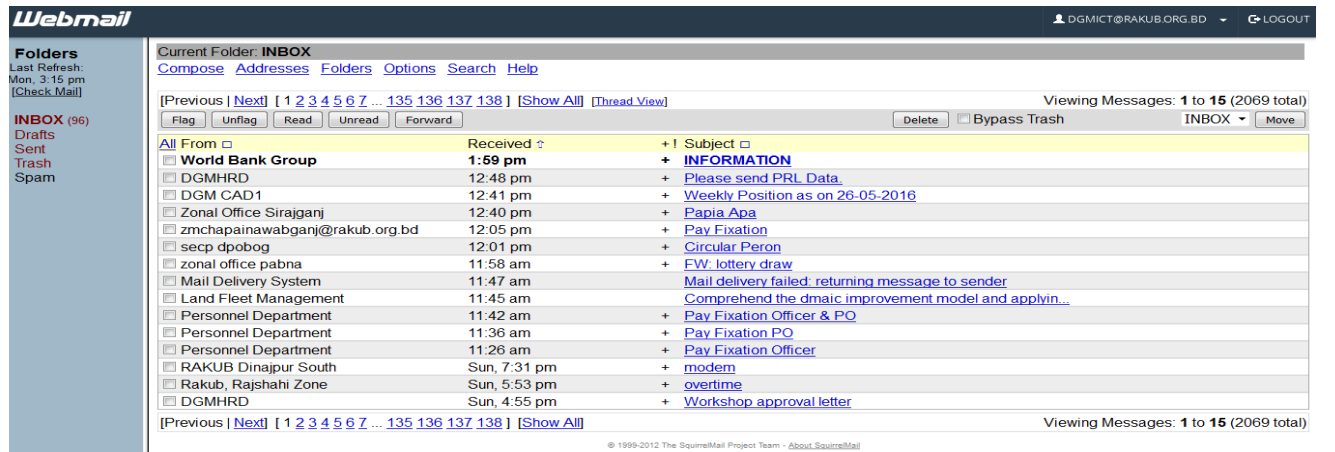 Webmail
DGMICT@RAKUB.ORG.BD LOGOUT
Folders
Last Refresh:
Mon, 3:15 pm
[Check Mail]
INBOX (96)
Drafts
Sent
Trash
Spam
Current Folder: INBOX
Compose Addresses Folders Options Search Help
[Previous | Next] [ 1 2 3 4 5 6 7 ... 135 136 137 138 ] [Show All] [Thread View] Viewing Messages: 1 to 15 (2069 total)
Flag Unflag Read Unread Forward Delete Bypass Trash INBOX Move
All From Received +! Subject
World Bank Group 1:59 pm + INFORMATION
DGMHRD 12:48 pm + Please send PRL Data.
DGM CAD1 12:41 pm + Weekly Position as on 26-05-2016
Zonal Office Sirajganj 12:40 pm + Papia Apa
zmchapainawabganj@rakub.org.bd 12:05 pm + Pay Fixation
secp dpobog 12:01 pm + Circular Peron
zonal office pabna 11:58 am + FW: lottery draw
Mail Delivery System 11:47 am Mail delivery failed: returning message to sender
Land Fleet Management 11:45 am Comprehend the dmaic improvement model and applyin...
Personnel Department 11:42 am + Pay Fixation Officer & PO
Personnel Department 11:36 am + Pay Fixation PO
Personnel Department 11:26 am + Pay Fixation Officer
RAKUB Dinajpur South Sun, 7:31 pm + modem
Rakub, Rajshahi Zone Sun, 5:53 pm + overtime
DGMHRD Sun, 4:55 pm + Workshop approval letter
[Previous | Next] [ 1 2 3 4 5 6 7 ... 135 136 137 138 ] [Show All] Viewing Messages: 1 to 15 (2069 total)
© 1999-2012 The SquirrelMail Project Team - About SquirrelMail